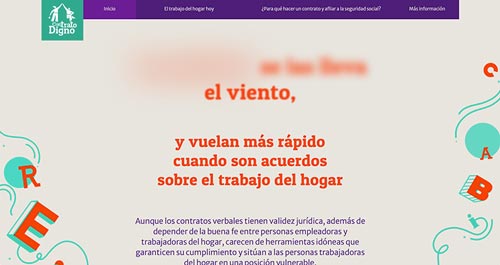 Trato
Digno
Inicio
El trabajo del hogar hoy
¿Para qué hacer un contrato y afiliar a la seguridad social?
Más información
se las lleva
el viento,
y vuelan más rápido
cuando son acuerdos
sobre el trabajo del hogar
Aunque los contratos verbales tienen validez jurídica, además de
depender de la buena fe entre personas empleadoras y
trabajadoras del hogar, carecen de herramientas idóneas que
garanticen su cumplimiento y sitúan a las personas trabajadoras
del hogar en una posición vulnerable.
R
E
C
A
B